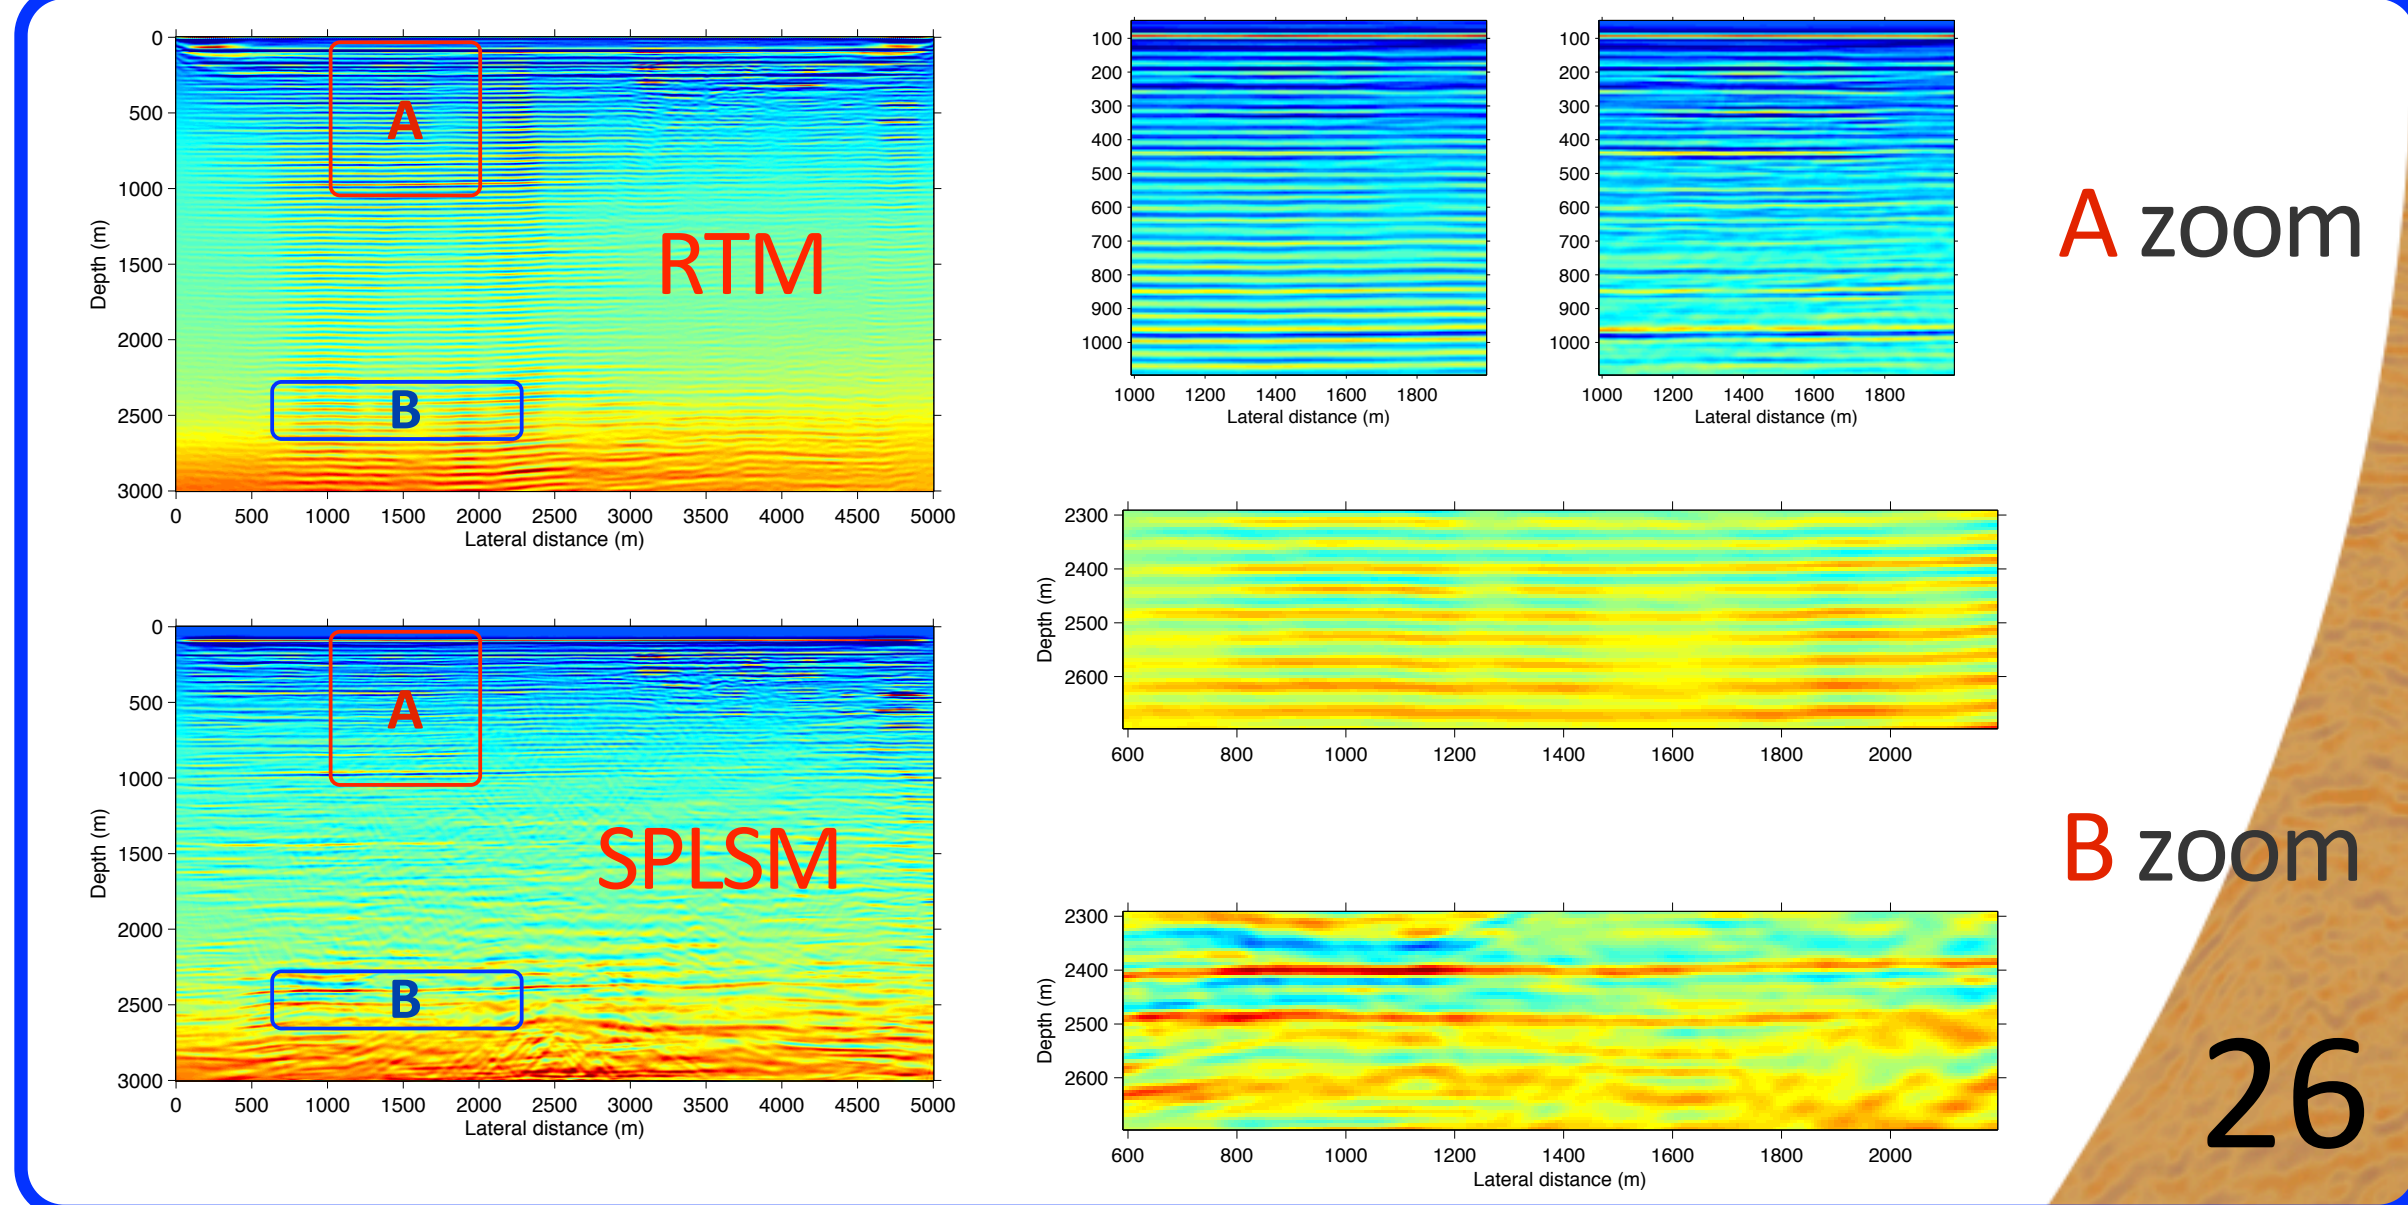 0
500
1000
1500
2000
2500
3000
Depth (m)
A
RTM
B
0 500 1000 1500 2000 2500 3000 3500 4000 4500 5000
Lateral distance (m)
0
500
1000
1500
2000
2500
3000
Depth (m)
A
SPLSM
B
0 500 1000 1500 2000 2500 3000 3500 4000 4500 5000
Lateral distance (m)
100
200
300
400
500
600
700
800
900
1000
1000 1200 1400 1600 1800
Lateral distance (m)
100
200
300
400
500
600
700
800
900
1000
1000 1200 1400 1600 1800
Lateral distance (m)
A zoom
2300
2400
2500
2600
Depth (m)
600 800 1000 1200 1400 1600 1800 2000
B zoom
2300
2400
2500
2600
Depth (m)
600 800 1000 1200 1400 1600 1800 2000
Lateral distance (m)
26